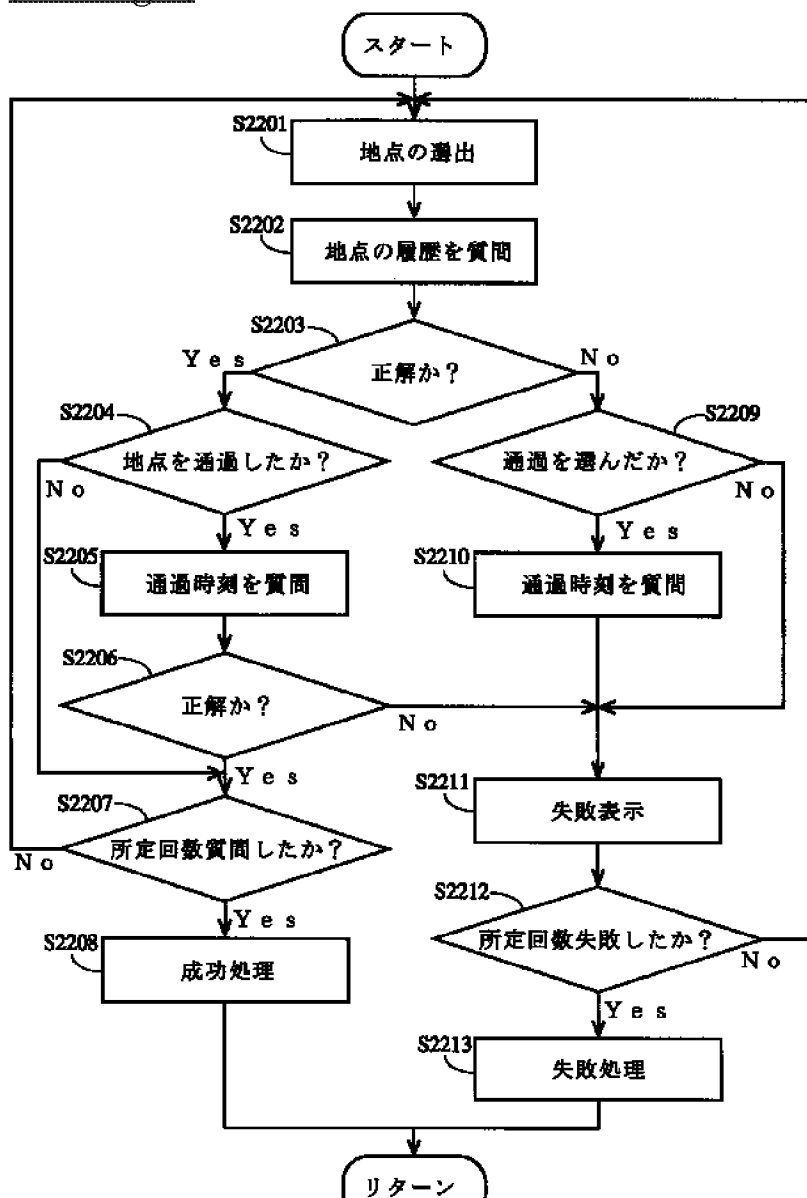 スタート
S2201
地点の選出
S2202
地点の履歴を質問
S2203
Yes
正解か?
No
S2204
地点を通過したか?
No
Yes
S2209
通過を選んだか?
No
Yes
S2205
通過時刻を質問
S2210
通過時刻を質問
S2206
正解か?
No
Yes
S2207
所定回数質問したか?
No
Yes
S2211
失敗表示
S2212
所定回数失敗したか?
No
Yes
S2208
成功処理
S2213
失敗処理
リターン